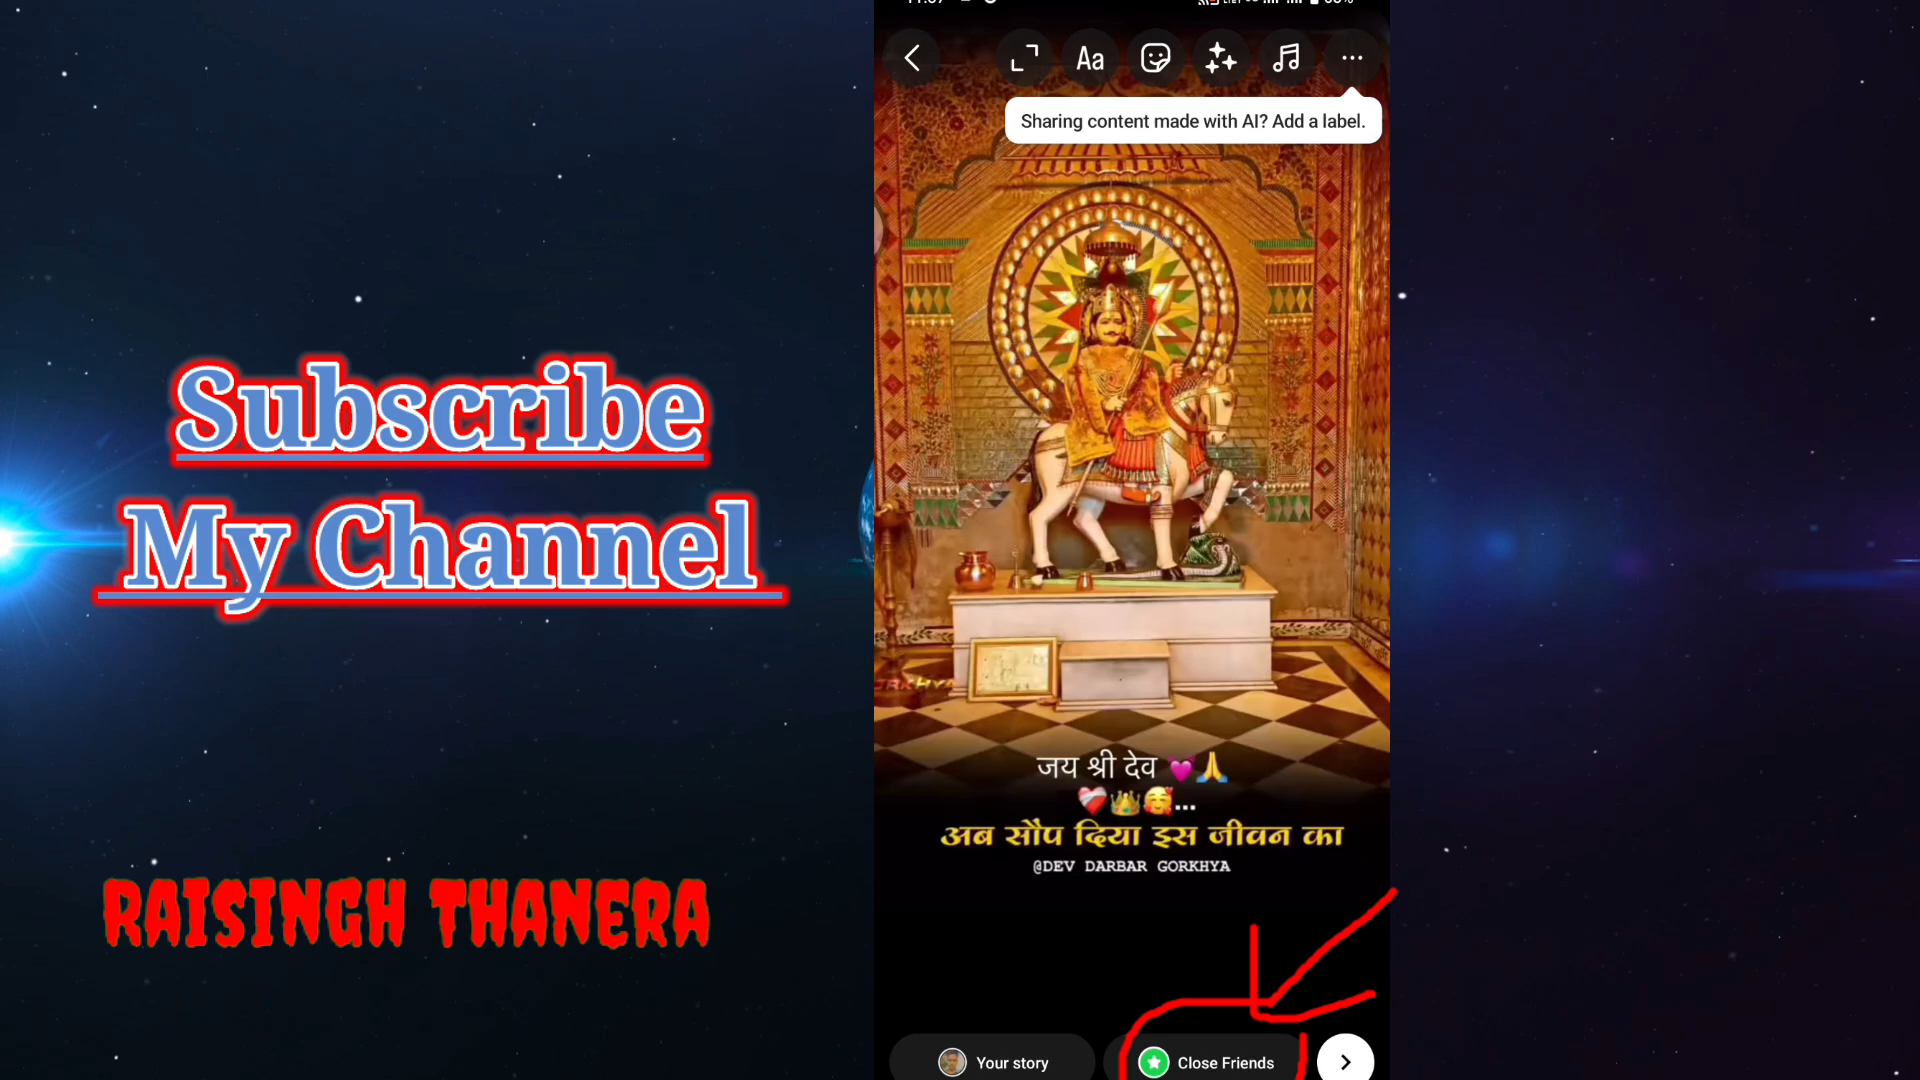 Sharing content made with AI? Add a label.
Aa
Subscribe
My Channel
RAISINGH THANERA
जय श्री देव 💓🙏
❤️‍🩹👑🥰...
अब सौप दिया इस जीवन का
@DEV DARBAR GORKHYA
Your story
Close Friends